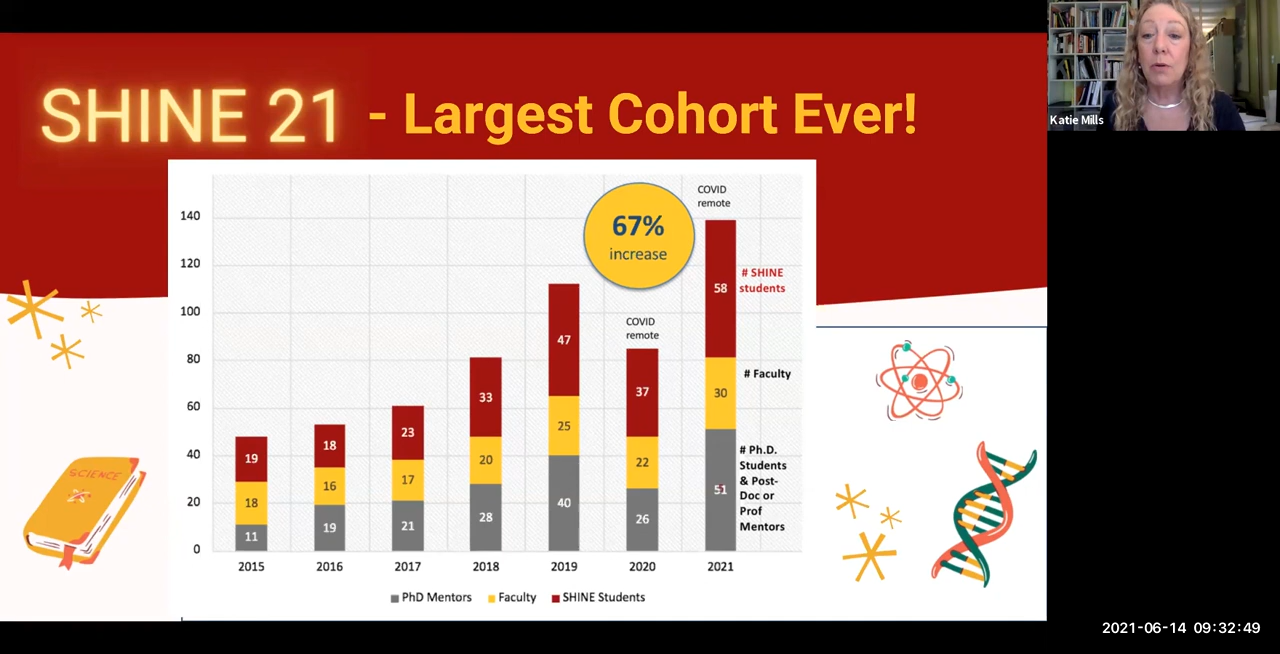 SHINE 21 - Largest Cohort Ever!
Katie Mills
140
120
100
80
60
40
20
0
67%
increase
COVID
remote
COVID
remote
# SHINE
students
# Faculty
# Ph.D.
Students
& Post-
Doc or
Prof
Mentors
19
18
11
18
16
19
23
17
21
33
20
28
47
25
40
37
22
26
58
30
51
2015 2016 2017 2018 2019 2020 2021
PhD Mentors Faculty SHINE Students
SCIENCE
2021-06-14 09:32:49